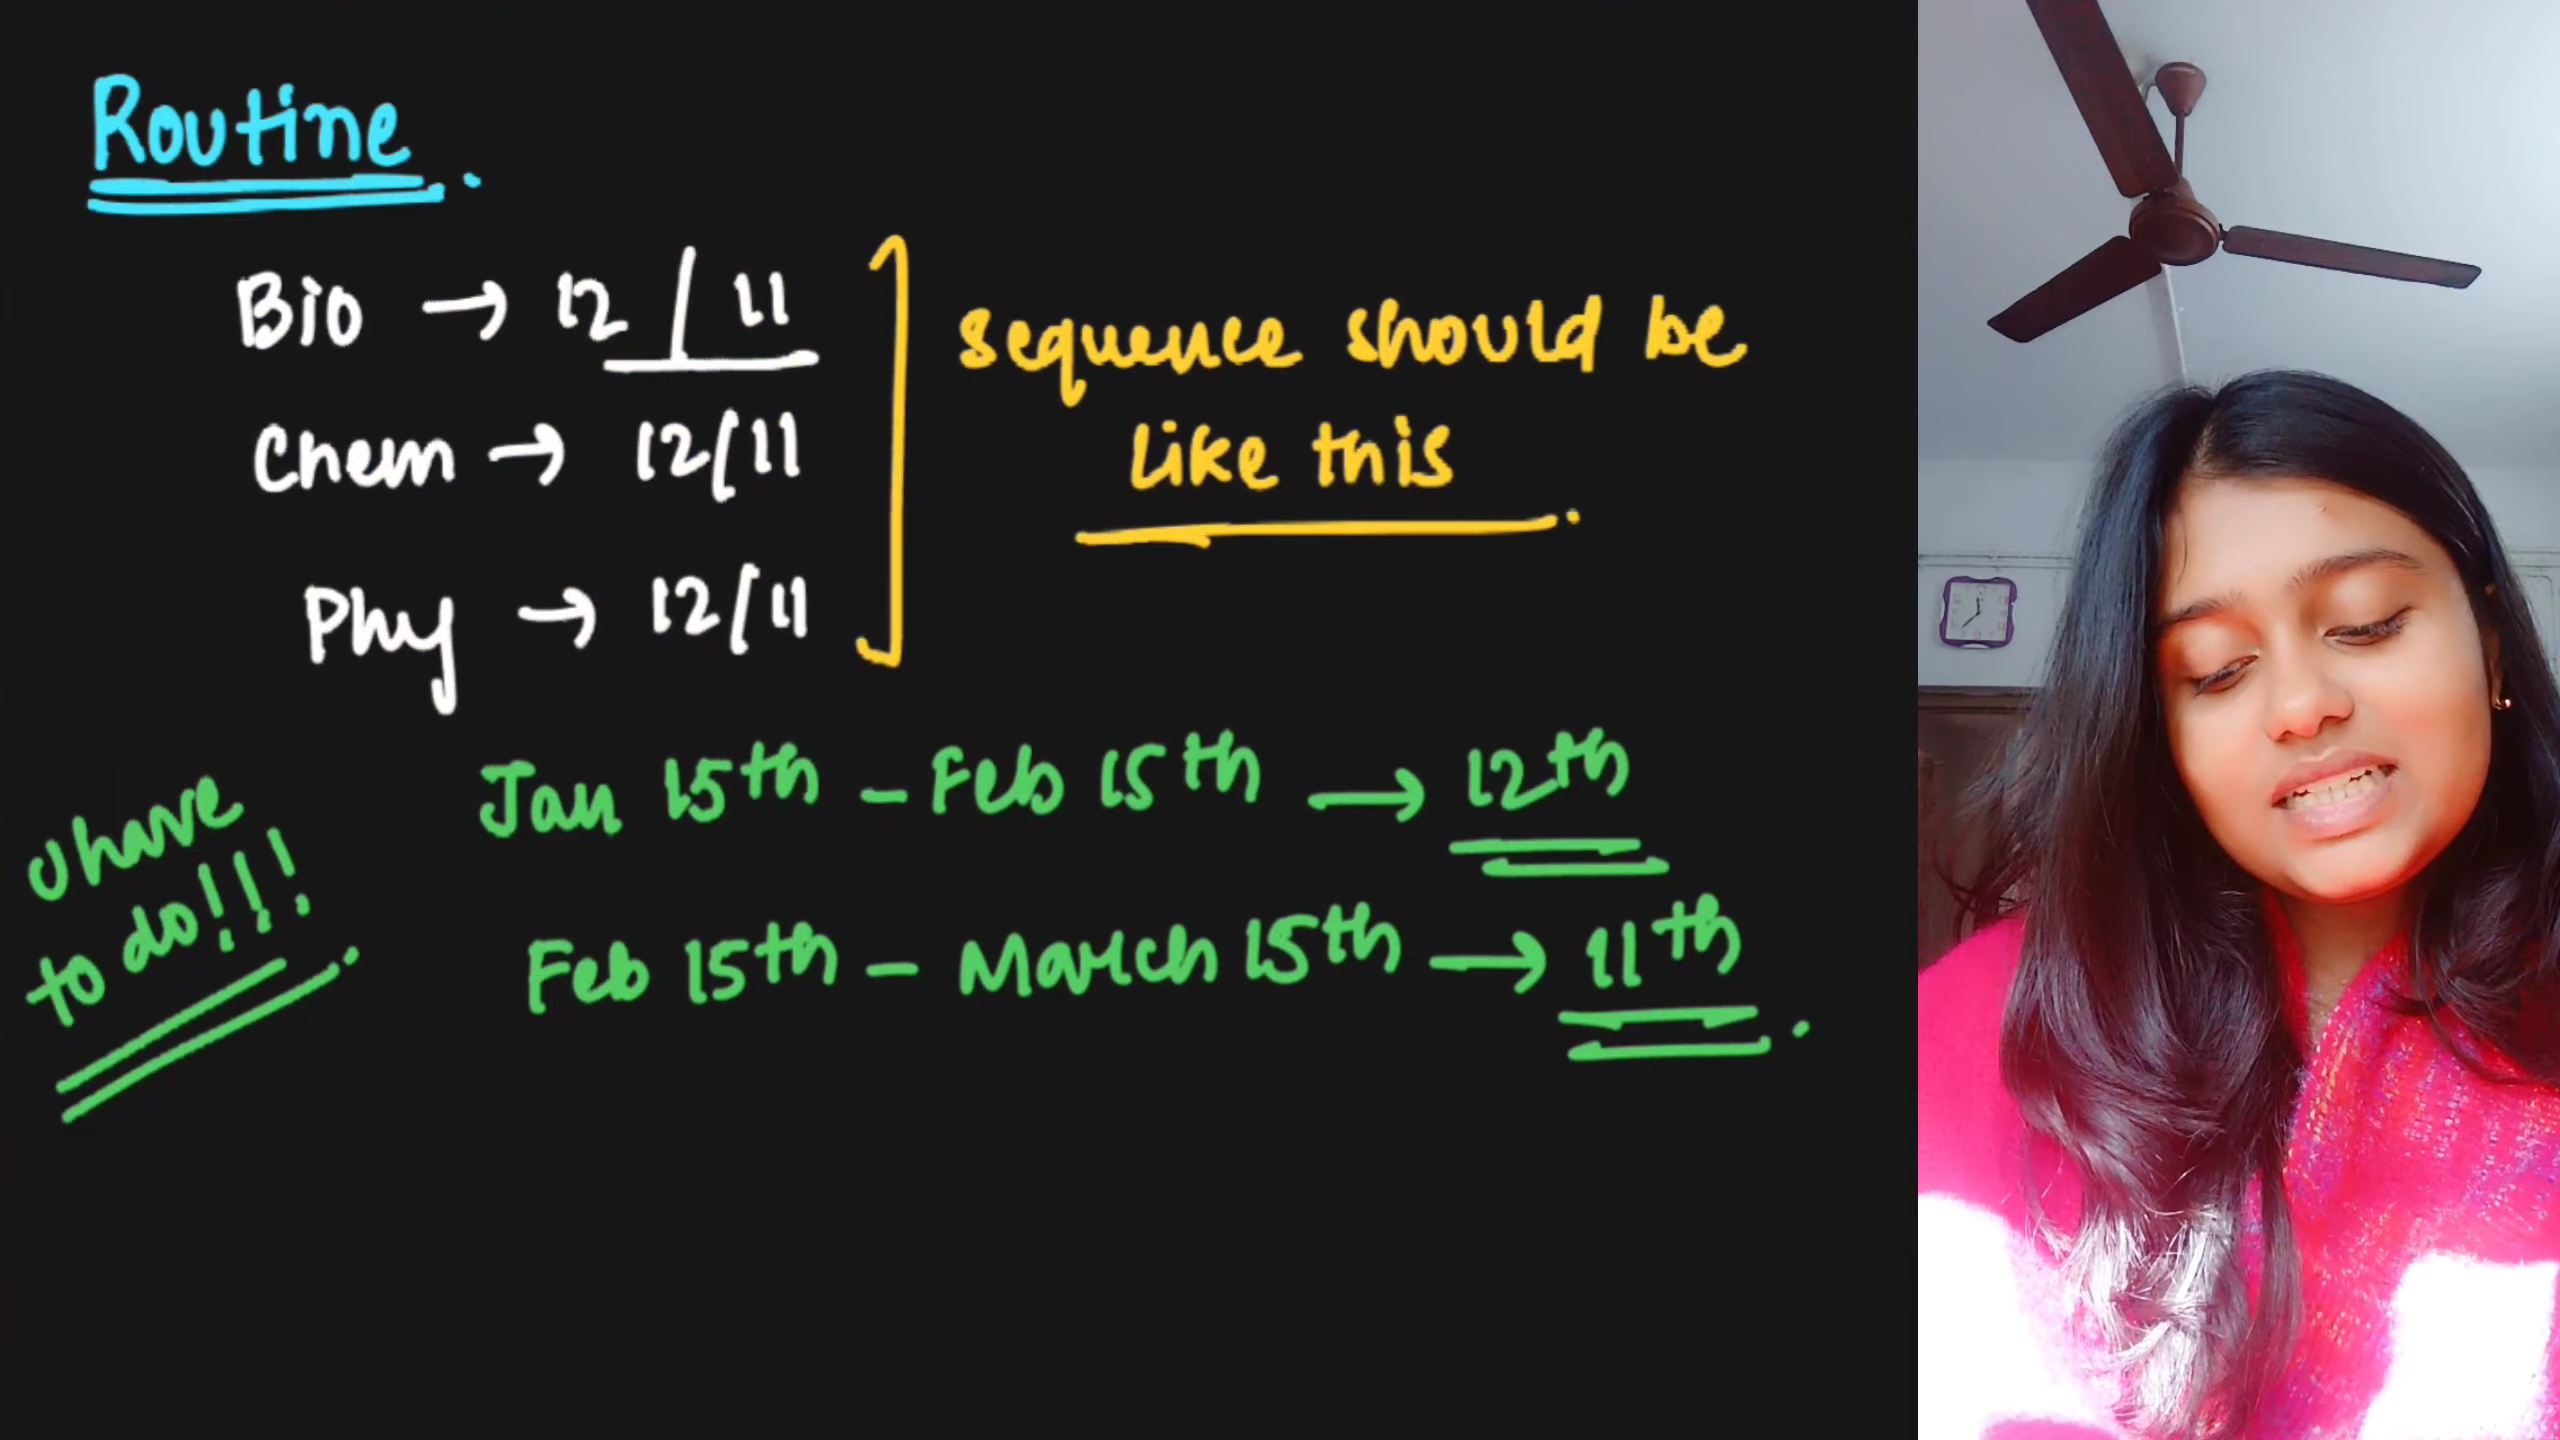 Routine.
Bio → 12 / 11
Chem → 12/11
Phy → 12/11
sequence should be
like this.
Jan 15th - Feb 15th → 12th
Feb 15th - March 15th → 11th.
U have
to do!!!.